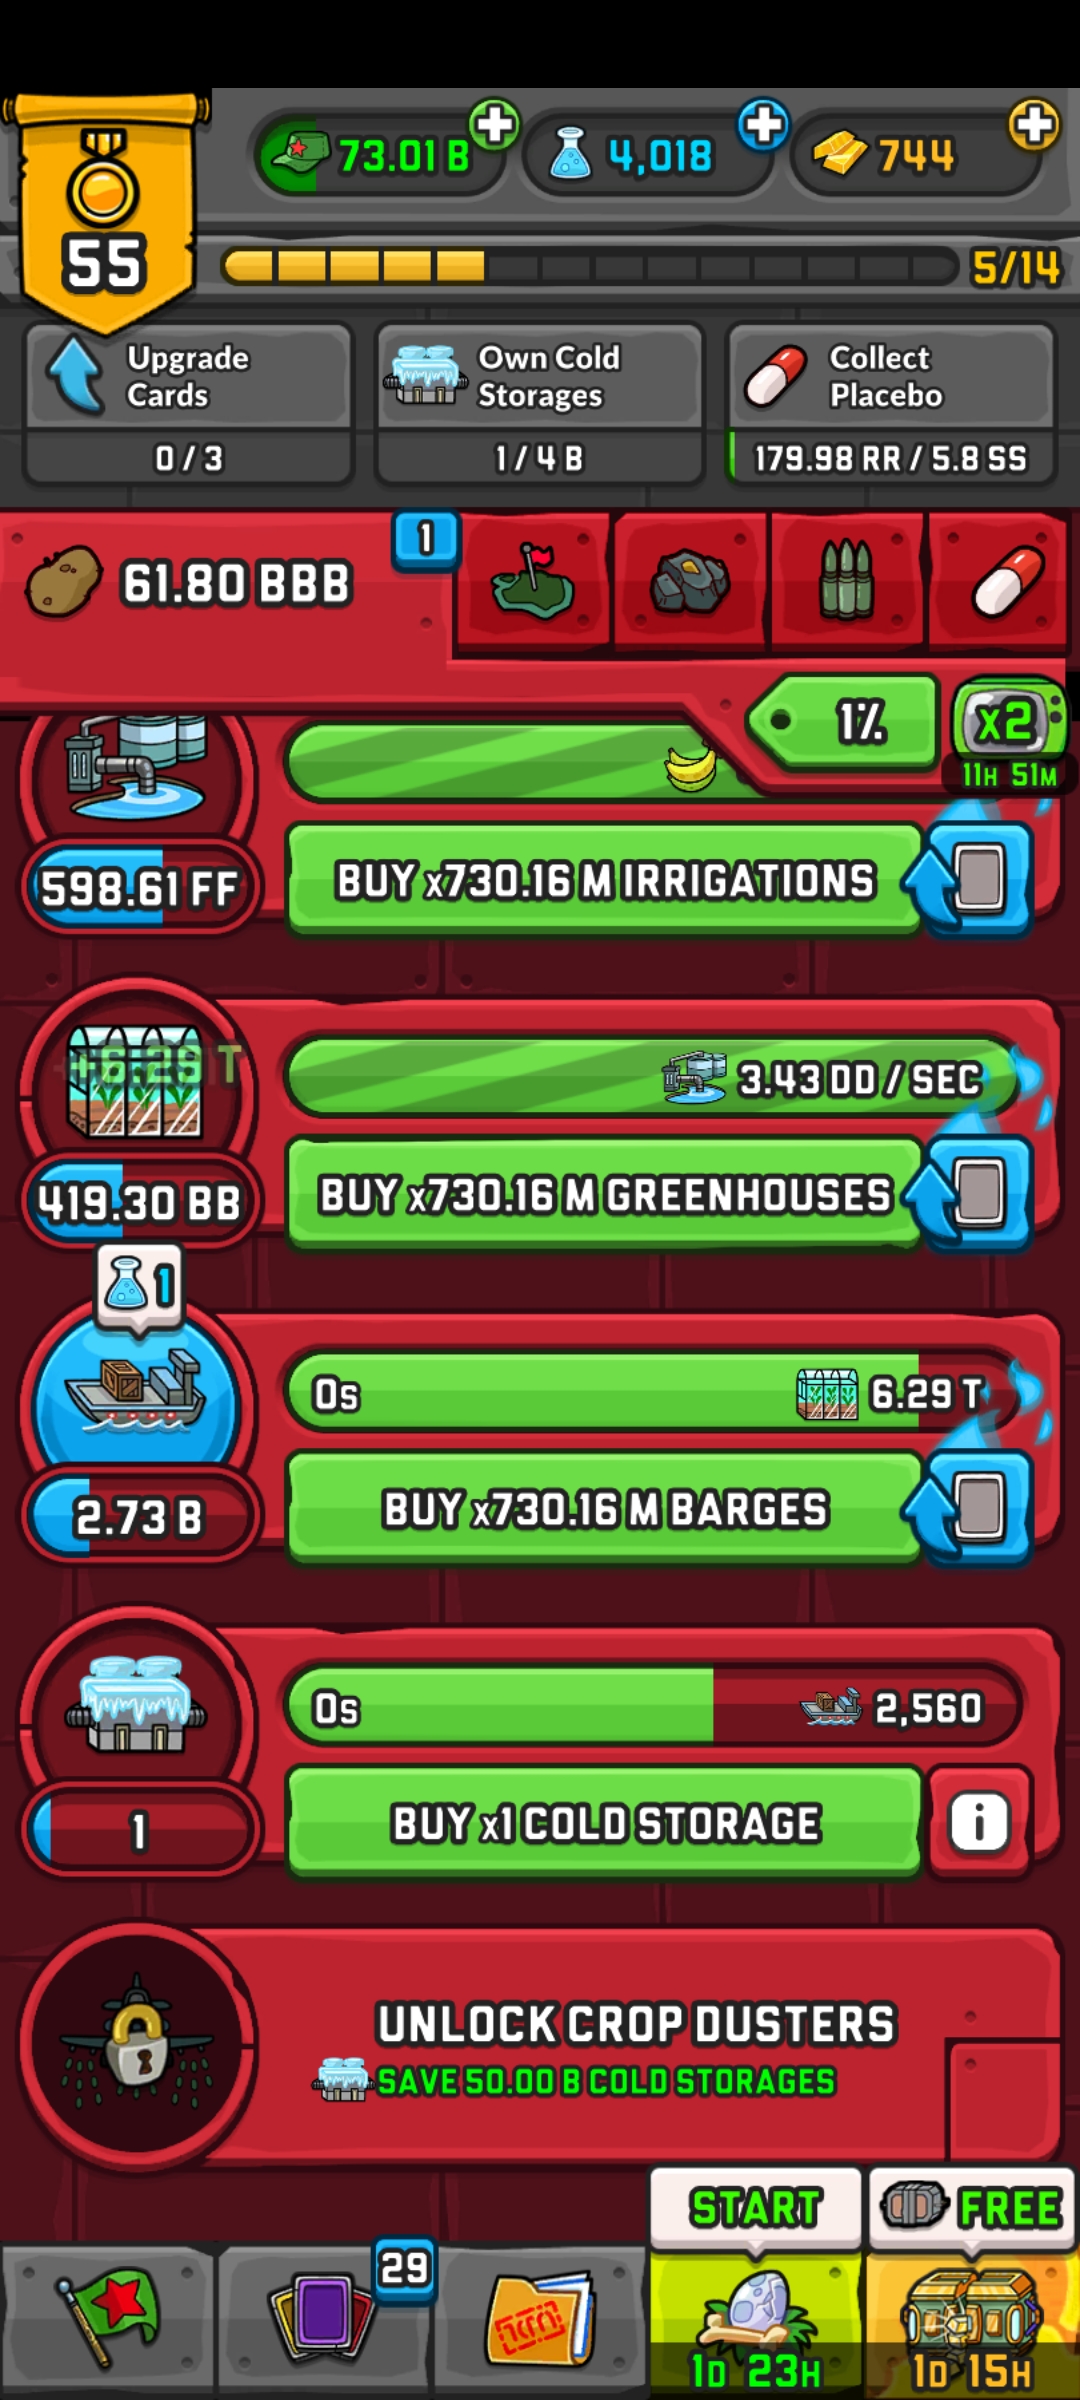 73.01 B
4,018
744
55
5/14
Upgrade
Cards
0 / 3
Own Cold
Storages
1 / 4 B
Collect
Placebo
179.98 RR / 5.8 SS
61.80 BBB
1
1%
x2
11H 51M
598.61 FF
BUY x730.16 M IRRIGATIONS
+6.29 T
3.43 DD / SEC
419.30 BB
BUY x730.16 M GREENHOUSES
1
0s
6.29 T
2.73 B
BUY x730.16 M BARGES
0s
2,560
1
BUY x1 COLD STORAGE
i
UNLOCK CROP DUSTERS
SAVE 50.00 B COLD STORAGES
START
FREE
29
1D 23H
1D 15H